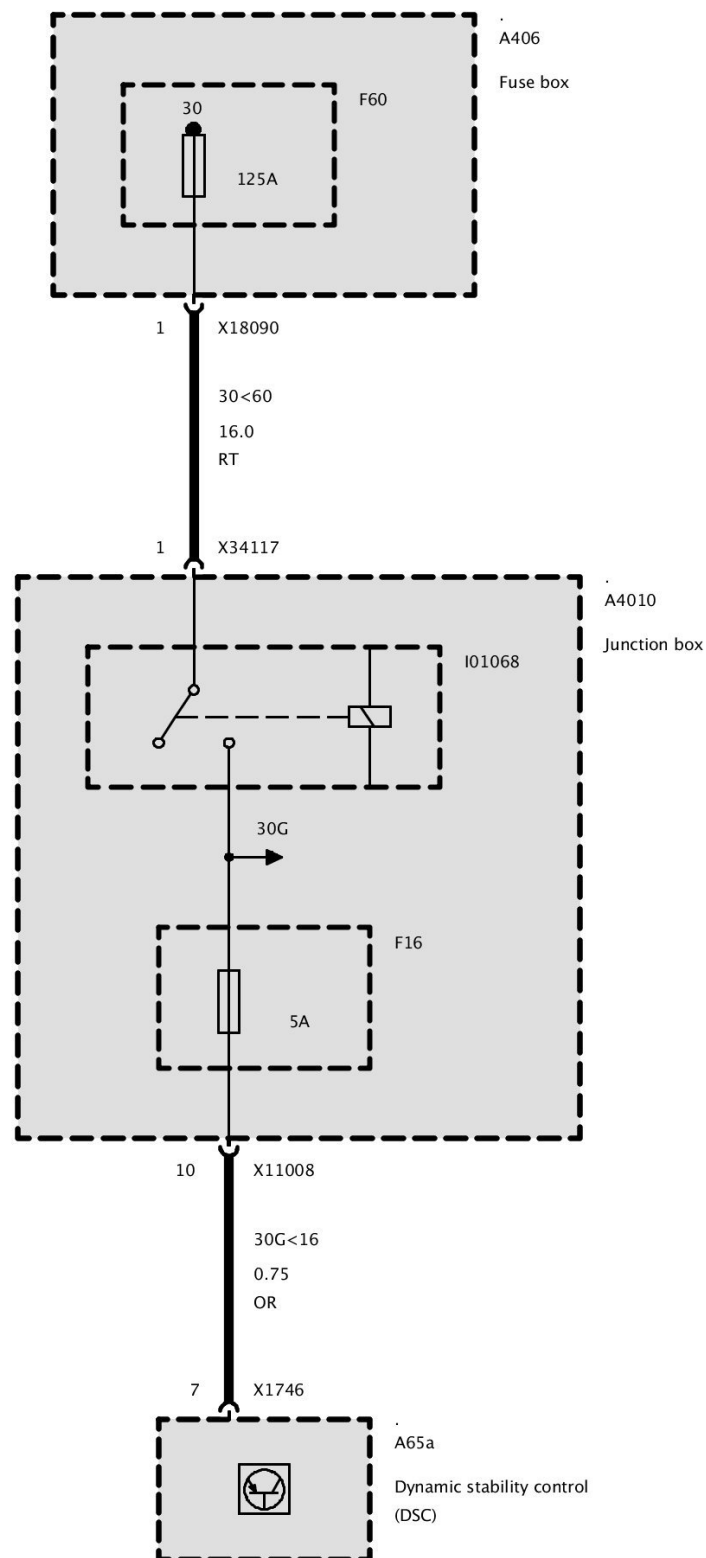 .
A406
Fuse box
F60
30
125A
1 X18090
30<60
16.0
RT
1 X34117
.
A4010
Junction box
I01068
30G
F16
5A
10 X11008
30G<16
0.75
OR
7 X1746
.
A65a
Dynamic stability control
(DSC)